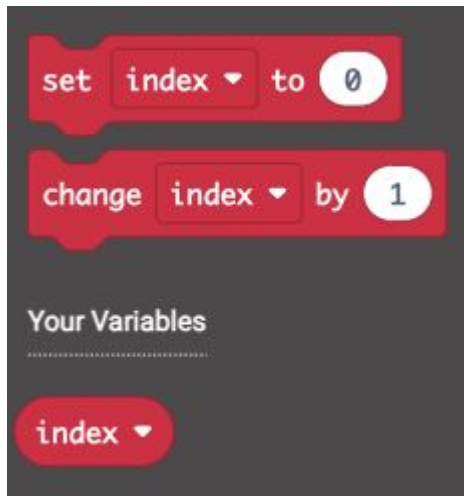 set index to 0
change index by 1
Your Variables
index